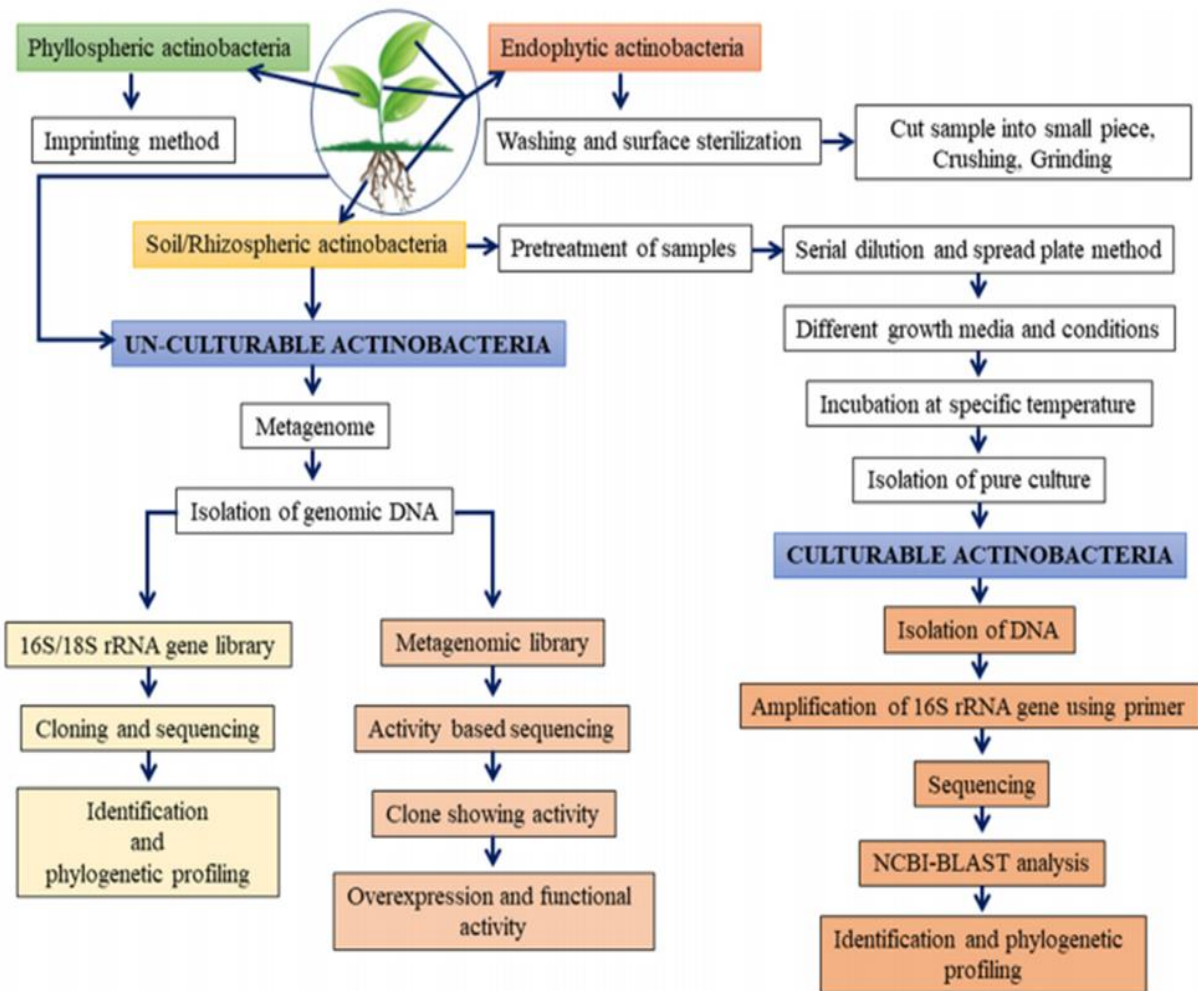 Phyllospheric actinobacteria
Endophytic actinobacteria
Imprinting method
Washing and surface sterilization
Cut sample into small piece,
Crushing, Grinding
Soil/Rhizospheric actinobacteria
Pretreatment of samples
Serial dilution and spread plate method
UN-CULTURABLE ACTINOBACTERIA
Different growth media and conditions
Metagenome
Incubation at specific temperature
Isolation of genomic DNA
Isolation of pure culture
CULTURABLE ACTINOBACTERIA
16S/18S rRNA gene library
Cloning and sequencing
Identification
and
phylogenetic profiling
Metagenomic library
Activity based sequencing
Clone showing activity
Overexpression and functional
activity
Isolation of DNA
Amplification of 16S rRNA gene using primer
Sequencing
NCBI-BLAST analysis
Identification and phylogenetic
profiling